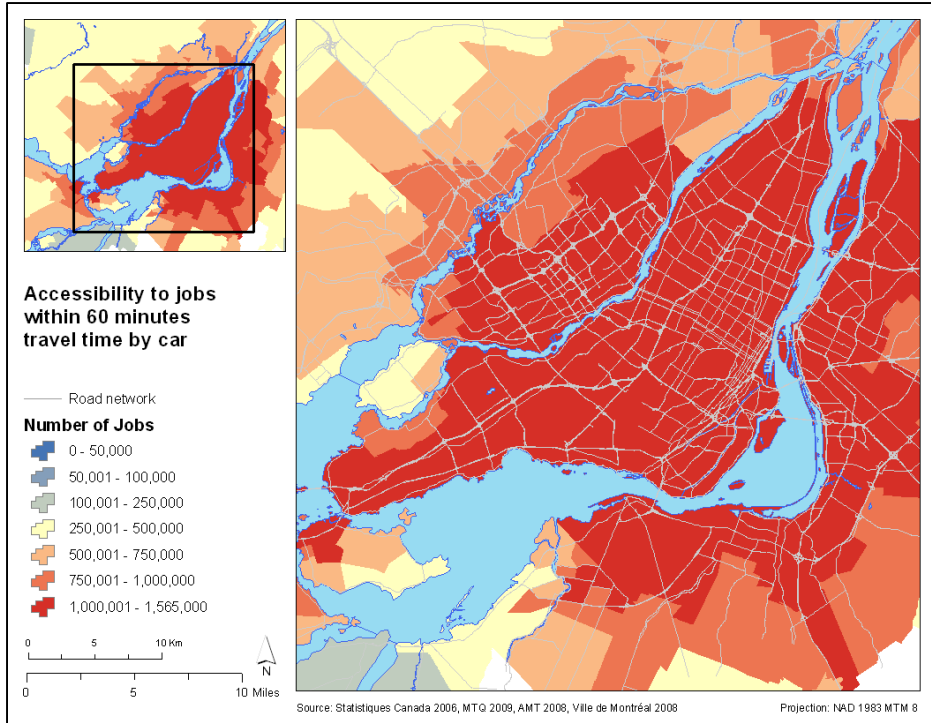 Accessibility to jobs
within 60 minutes
travel time by car
Road network
Number of Jobs
0 - 50,000
50,001 - 100,000
100,001 - 250,000
250,001 - 500,000
500,001 - 750,000
750,001 - 1,000,000
1,000,001 - 1,565,000
0 5 10 Km
N
0 5 10 Miles
Source: Statistiques Canada 2006, MTQ 2009, AMT 2008, Ville de Montréal 2008 Projection: NAD 1983 MTM 8